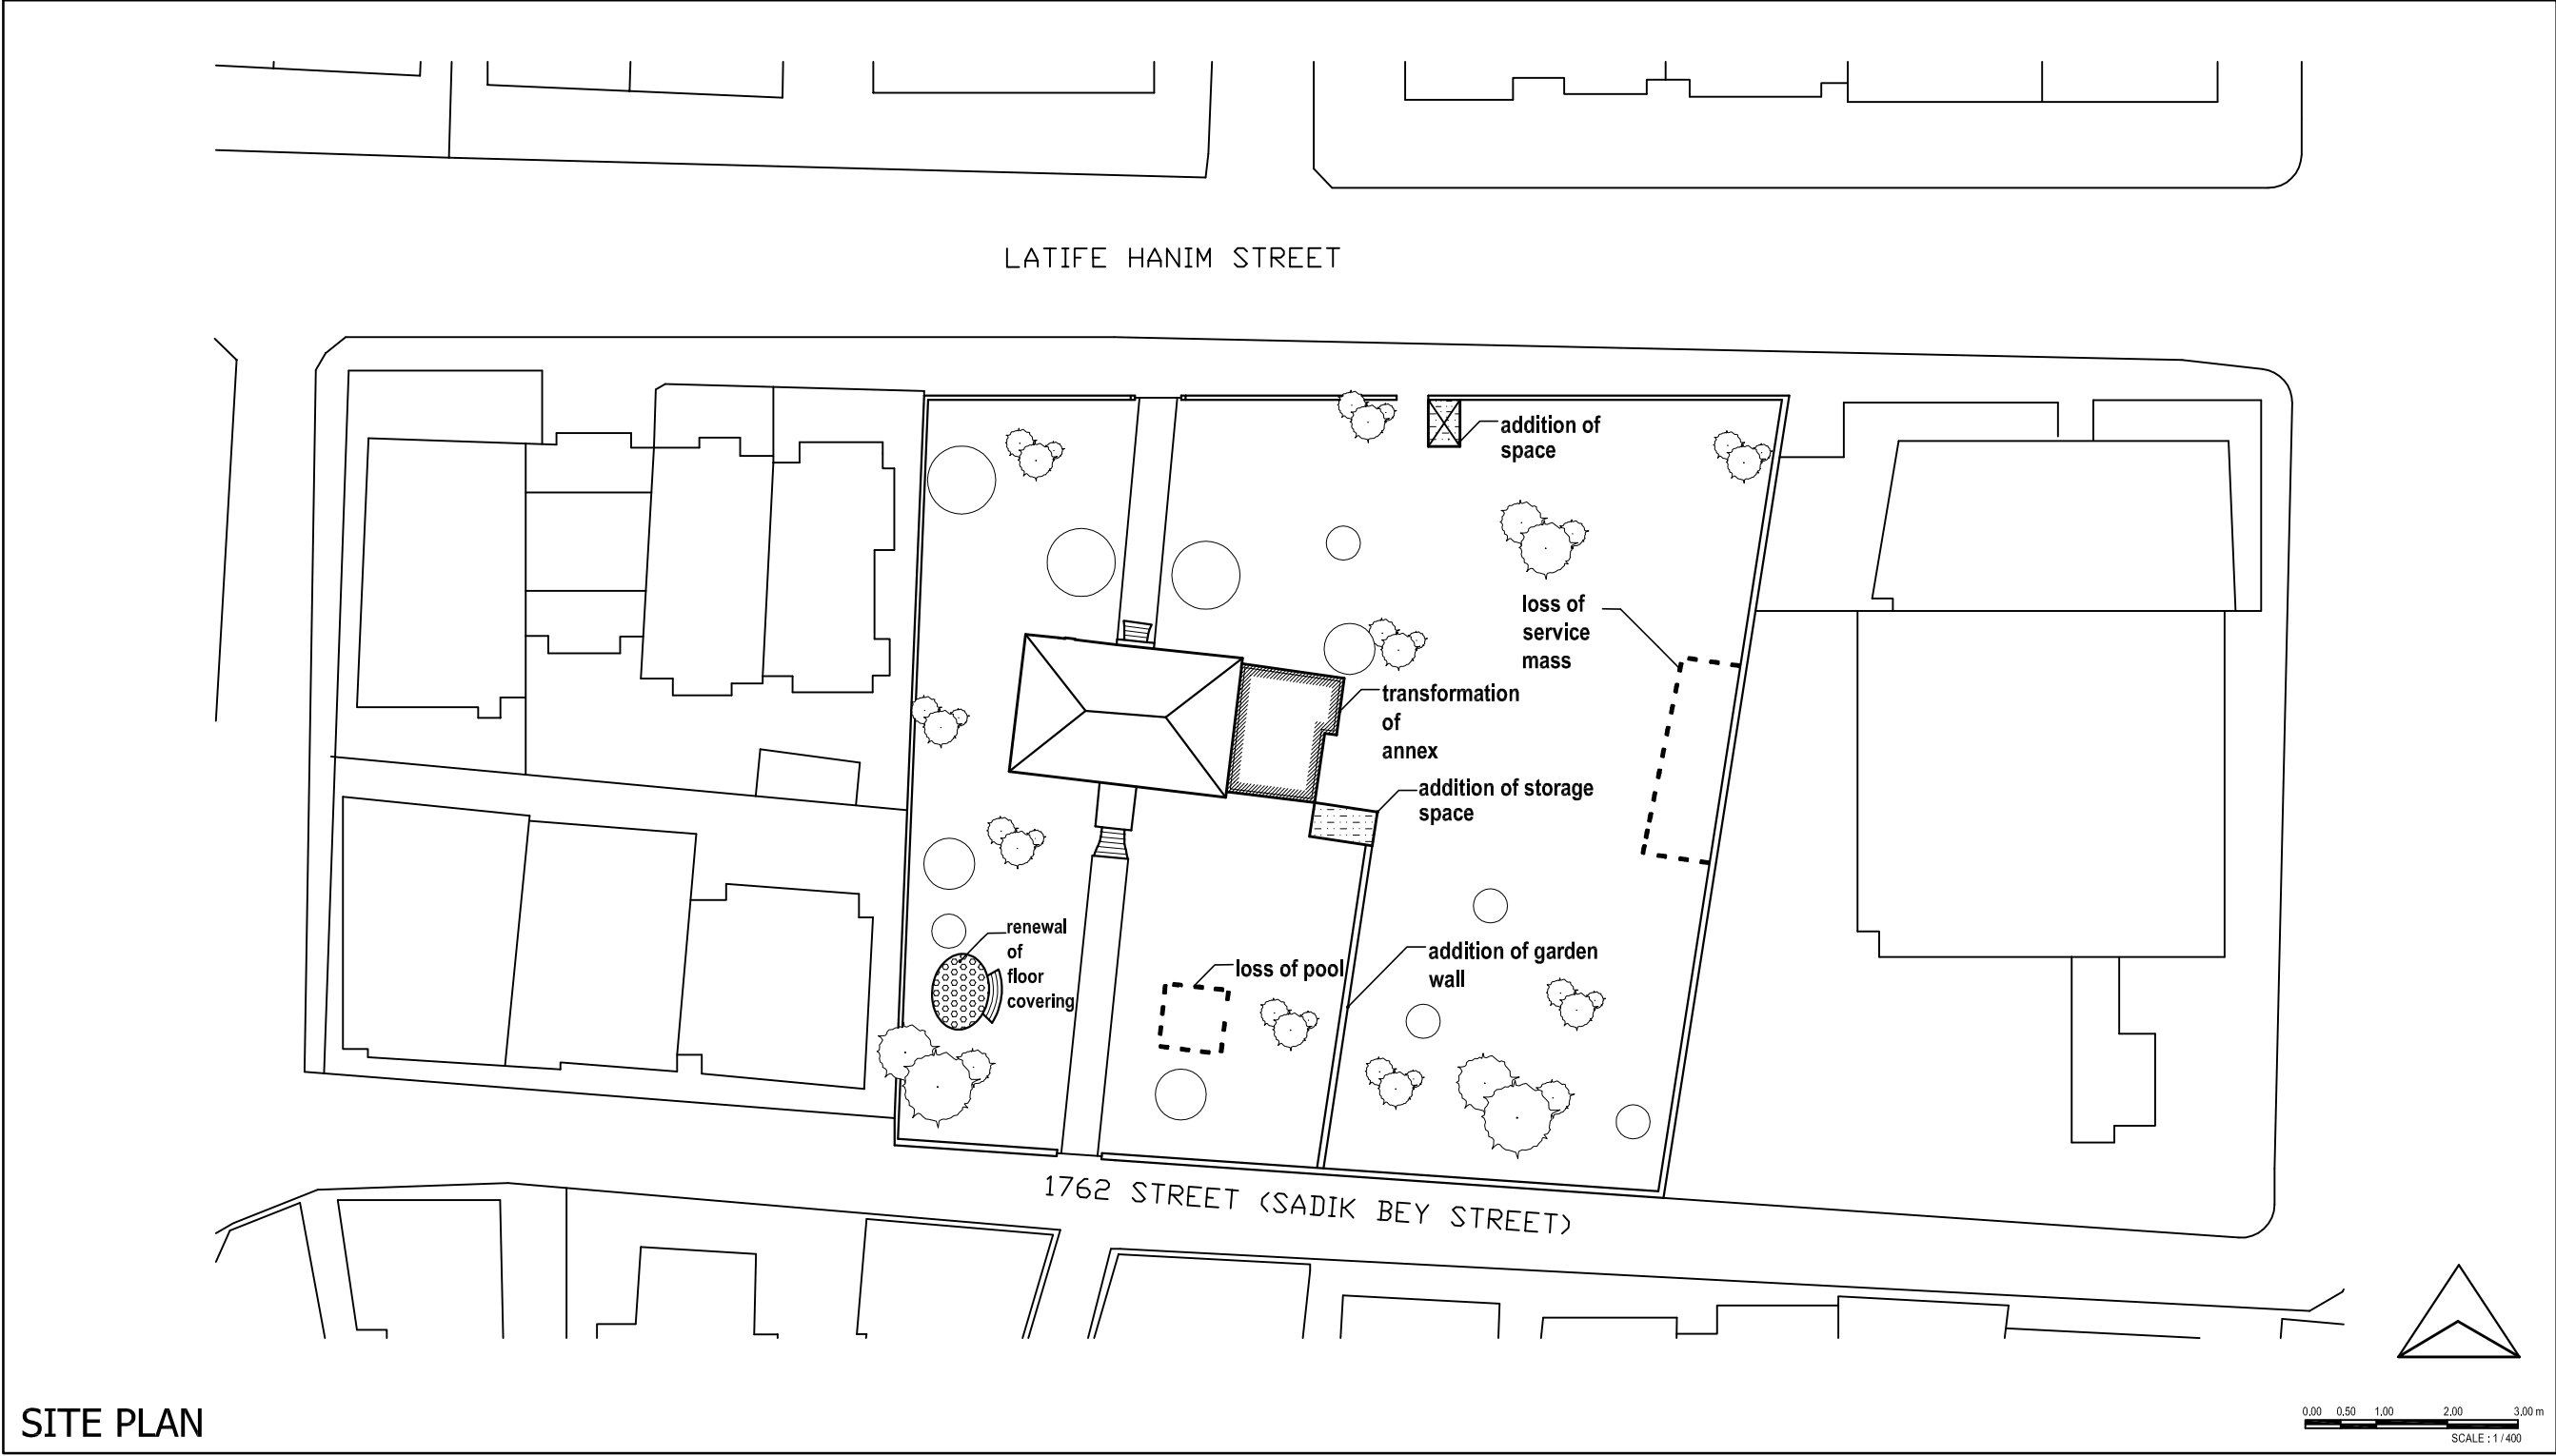 LATIFE HANIM STREET
addition of
space
loss of
service
mass
transformation
of
annex
addition of storage
space
renewal
of
floor
covering
loss of pool
addition of garden
wall
1762 STREET (SADIK BEY STREET)
SITE PLAN
0,00 0,50 1,00 2,00 3,00 m
SCALE : 1 / 400